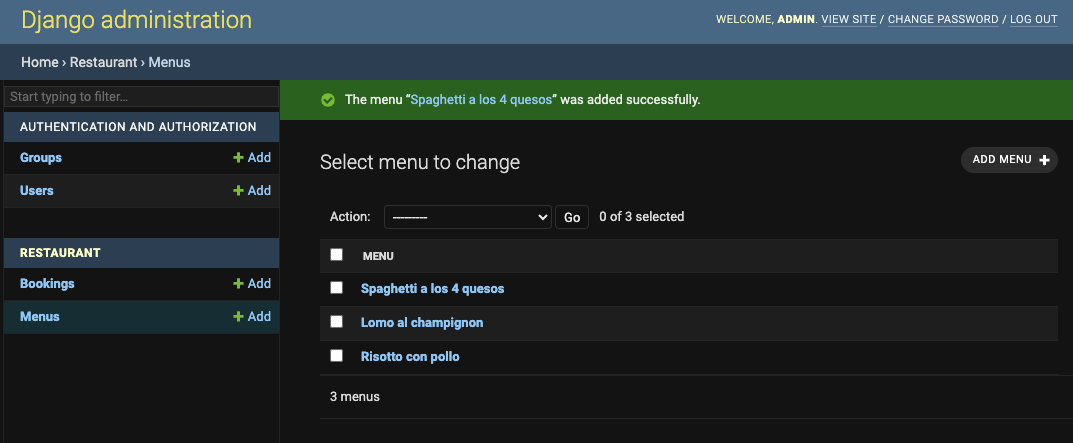 Django administration
WELCOME, ADMIN. VIEW SITE / CHANGE PASSWORD / LOG OUT
Home › Restaurant › Menus
Start typing to filter...
AUTHENTICATION AND AUTHORIZATION
Groups + Add
Users + Add
RESTAURANT
Bookings + Add
Menus + Add
The menu “Spaghetti a los 4 quesos” was added successfully.
Select menu to change
ADD MENU +
Action: --------- Go 0 of 3 selected
MENU
Spaghetti a los 4 quesos
Lomo al champignon
Risotto con pollo
3 menus